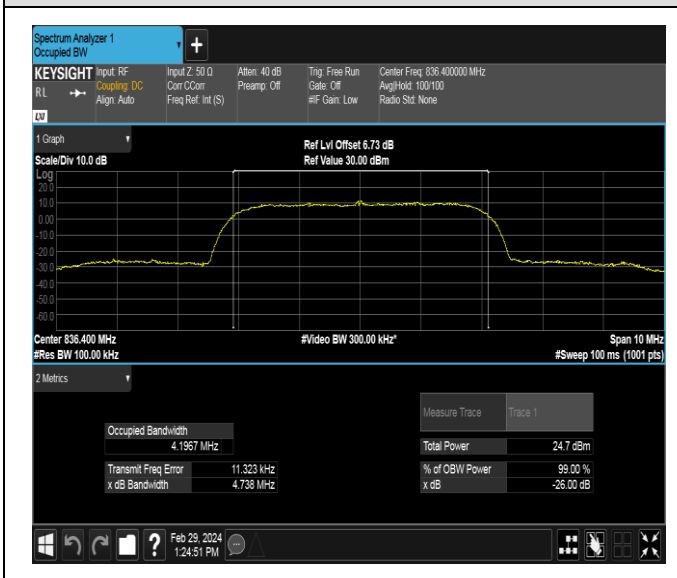 Spectrum Analyzer 1
Occupied BW
+
KEYSIGHT
RL
LXI
Input: RF
Coupling: DC
Align: Auto
Input Z: 50 Ω
Corr CCorr
Freq Ref: Int (S)
Atten: 40 dB
Preamp: Off
Trig: Free Run
Gate: Off
#IF Gain: Low
Center Freq: 836.400000 MHz
Avg|Hold: 100/100
Radio Std: None
1 Graph
Scale/Div 10.0 dB
Ref Lvl Offset 6.73 dB
Ref Value 30.00 dBm
Log
20.0
10.0
0.00
-10.0
-20.0
-30.0
-40.0
-50.0
-60.0
Center 836.400 MHz
#Res BW 100.00 kHz
#Video BW 300.00 kHz*
Span 10 MHz
#Sweep 100 ms (1001 pts)
2 Metrics
Measure Trace Trace 1
Occupied Bandwidth
4.1967 MHz
Total Power 24.7 dBm
Transmit Freq Error 11.323 kHz
% of OBW Power 99.00 %
x dB Bandwidth 4.738 MHz
x dB -26.00 dB
?
Feb 29, 2024
1:24:51 PM